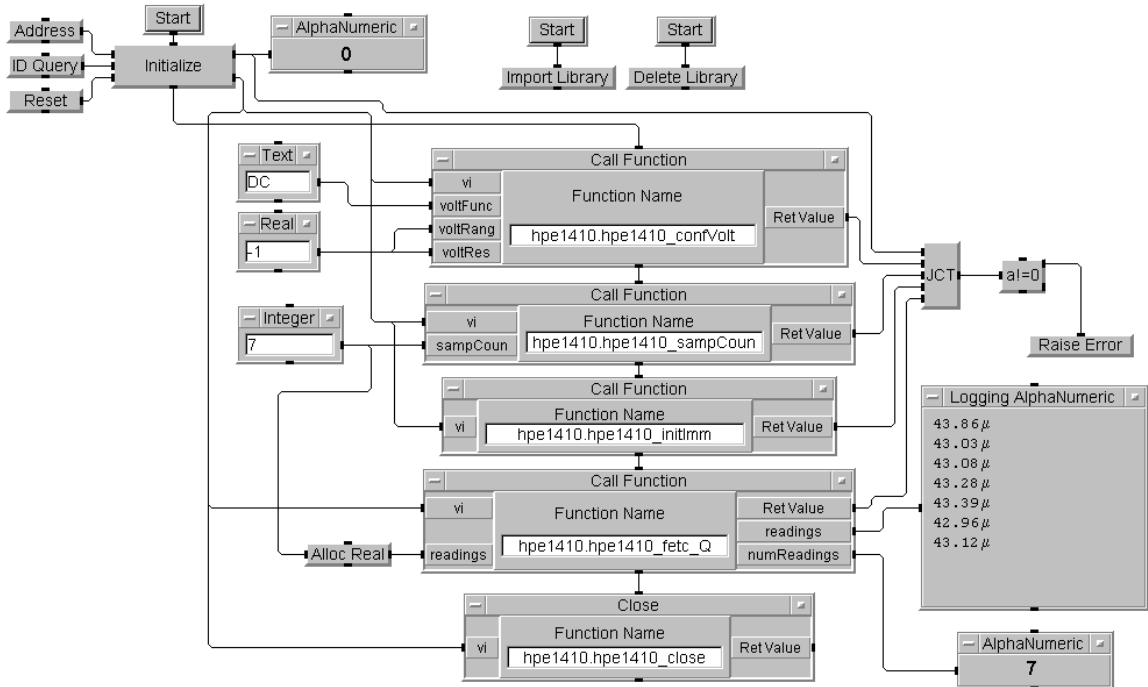 Address
ID Query
Reset
Start
Initialize
AlphaNumeric
0
Start
Import Library
Start
Delete Library
Text
DC
Real
-1
Integer
7
Alloc Real
Call Function
vi
voltFunc
voltRang
voltRes
Function Name
hpe1410.hpe1410_confVolt
Ret Value
Call Function
vi
sampCoun
Function Name
hpe1410.hpe1410_sampCoun
Ret Value
Call Function
vi
Function Name
hpe1410.hpe1410_initImm
Ret Value
Call Function
vi
readings
Function Name
hpe1410.hpe1410_fetc_Q
Ret Value
readings
numReadings
Close
vi
Function Name
hpe1410.hpe1410_close
Ret Value
JCT
a!=0
Raise Error
Logging AlphaNumeric
43.86µ
43.03µ
43.08µ
43.28µ
43.39µ
42.96µ
43.12µ
AlphaNumeric
7